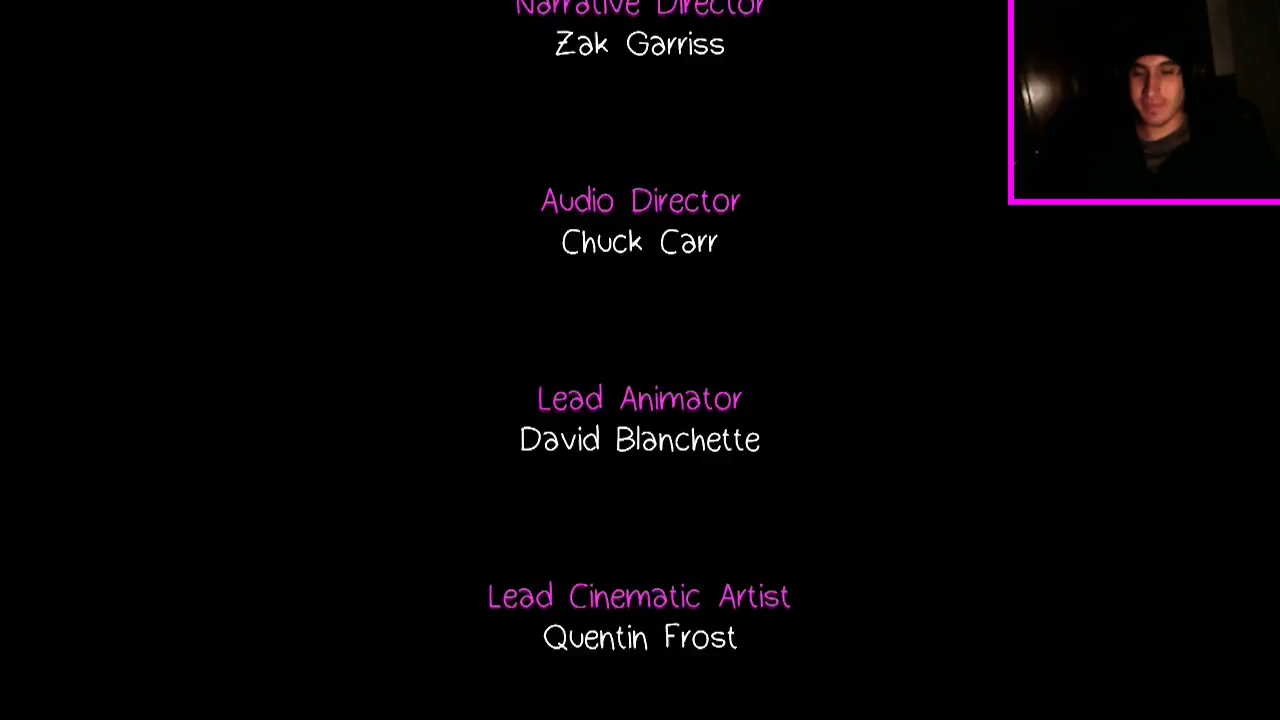 Narrative Director
Zak Garriss
Audio Director
Chuck Carr
Lead Animator
David Blanchette
Lead Cinematic Artist
Quentin Frost